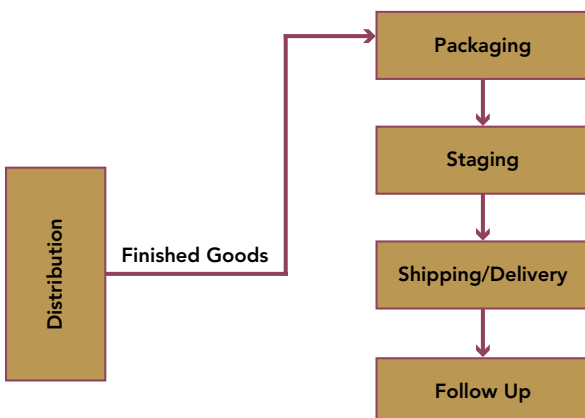 Packaging
Staging
Distribution
Finished Goods
Shipping/Delivery
Follow Up